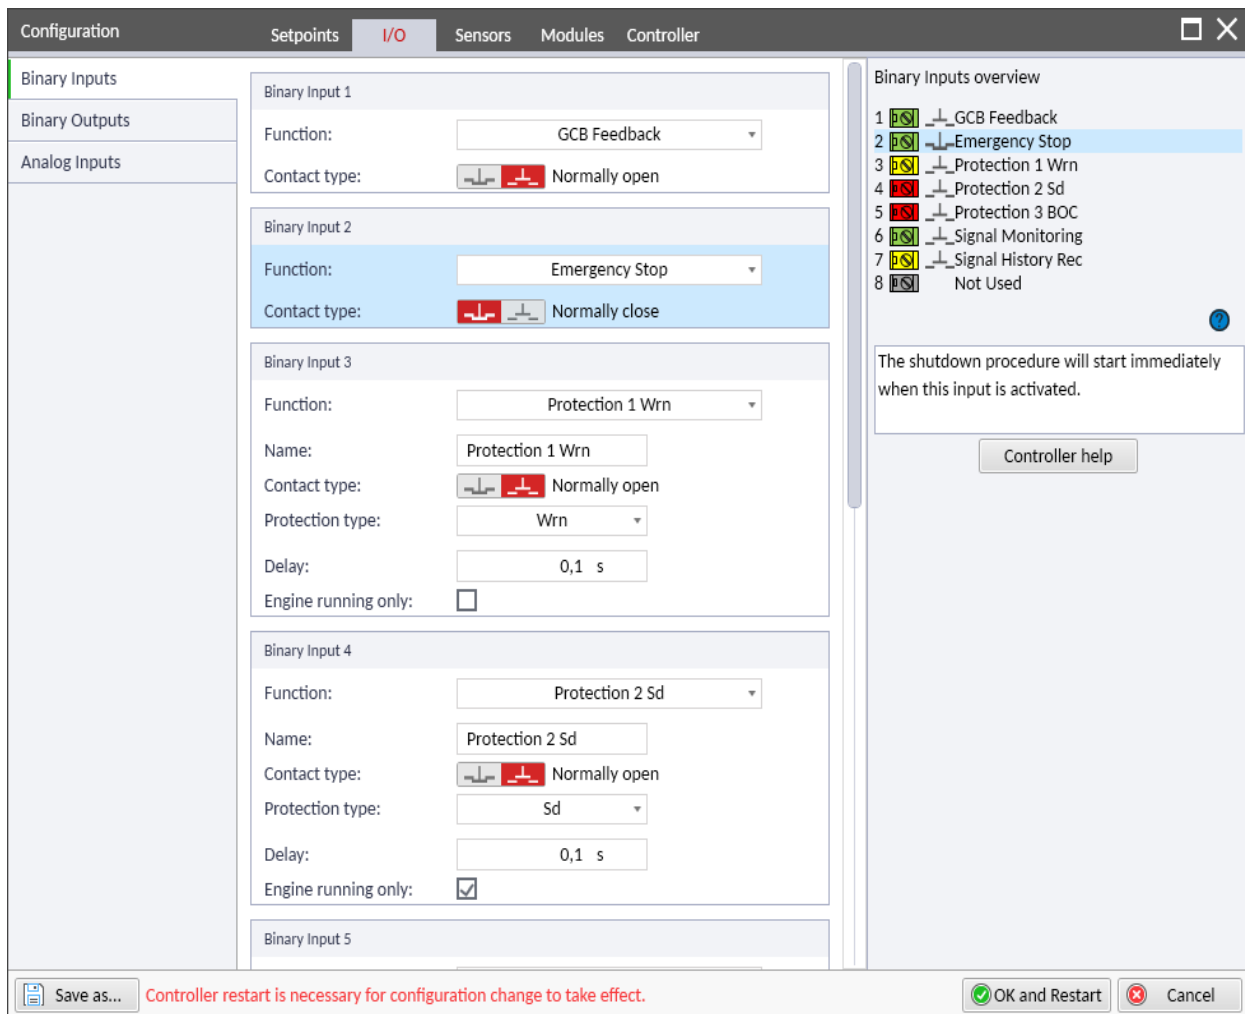 Configuration
Setpoints I/O Sensors Modules Controller
Binary Inputs
Binary Outputs
Analog Inputs
Binary Input 1
Function: GCB Feedback
Contact type: Normally open
Binary Input 2
Function: Emergency Stop
Contact type: Normally close
Binary Input 3
Function: Protection 1 Wrn
Name: Protection 1 Wrn
Contact type: Normally open
Protection type: Wrn
Delay: 0,1 s
Engine running only:
Binary Input 4
Function: Protection 2 Sd
Name: Protection 2 Sd
Contact type: Normally open
Protection type: Sd
Delay: 0,1 s
Engine running only:
Binary Input 5
Binary Inputs overview
1 GCB Feedback
2 Emergency Stop
3 Protection 1 Wrn
4 Protection 2 Sd
5 Protection 3 BOC
6 Signal Monitoring
7 Signal History Rec
8 Not Used
?
The shutdown procedure will start immediately
when this input is activated.
Controller help
Save as... Controller restart is necessary for configuration change to take effect. OK and Restart Cancel